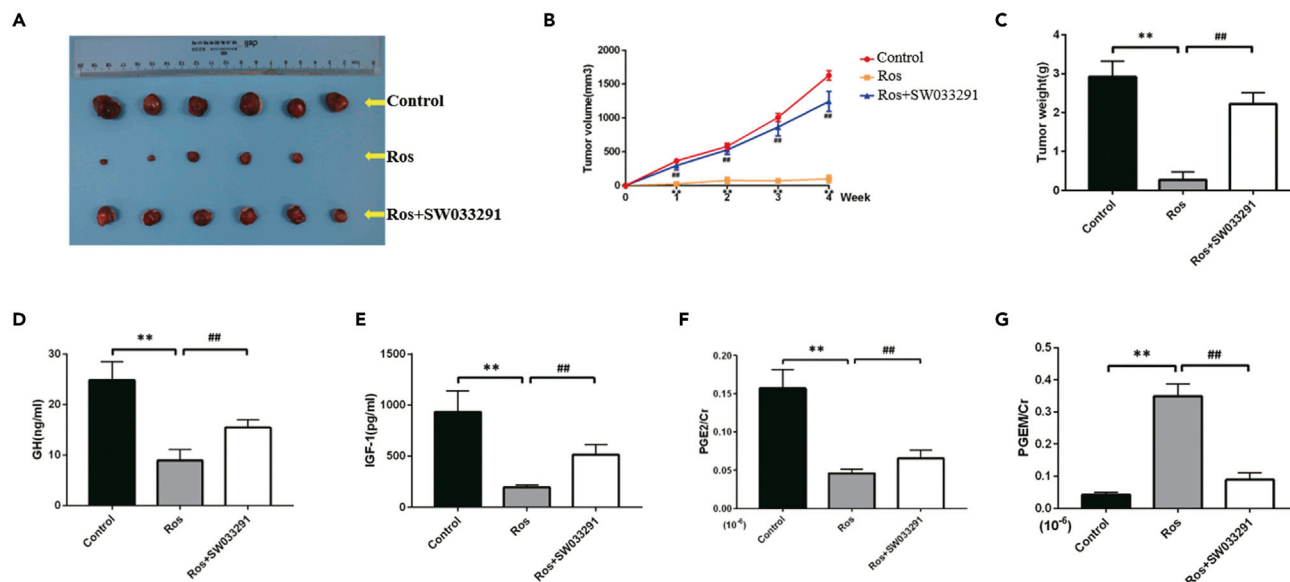 A
Control
Ros
Ros+SW033291
B
Tumor volume(mm3)
2000
1500
1000
500
0
0
1
2
3
4
Week
##
##
##
##
**
**
**
**
Control
Ros
Ros+SW033291
C
Tumor weight(g)
4
3
2
1
0
**
##
Control
Ros
Ros+SW033291
D
GH(ng/ml)
30
20
10
0
**
##
Control
Ros
Ros+SW033291
E
IGF-1(pg/ml)
1500
1000
500
0
**
##
Control
Ros
Ros+SW033291
F
PGE2/Cr
0.20
0.15
0.10
0.05
0.00
(10⁻⁶)
**
##
Control
Ros
Ros+SW033291
G
PGEM/Cr
0.5
0.4
0.3
0.2
0.1
0.0
(10⁻⁶)
**
##
Control
Ros
Ros+SW033291